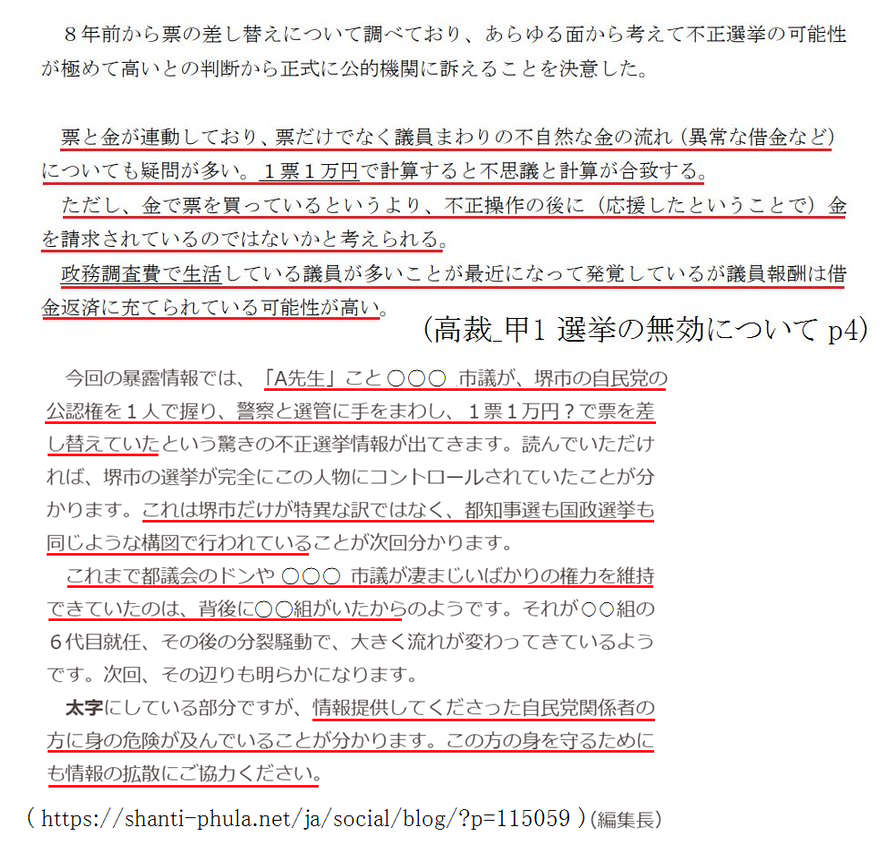 ８年前から票の差し替えについて調べており、あらゆる面から考えて不正選挙の可能性
が極めて高いとの判断から正式に公的機関に訴えることを決意した。
票と金が連動しており、票だけでなく議員まわりの不自然な金の流れ（異常な借金など）
についても疑問が多い。１票１万円で計算すると不思議と計算が合致する。
ただし、金で票を買っているというより、不正操作の後に（応援したということで）金
を請求されているのではないかと考えられる。
政務調査費で生活している議員が多いことが最近になって発覚しているが議員報酬は借
金返済に充てられている可能性が高い。
(高裁_甲1 選挙の無効について p4)
今回の暴露情報では、「A先生」こと ○○○ 市議が、堺市の自民党の
公認権を１人で握り、警察と選管に手をまわし、１票１万円？で票を差
し替えていたという驚きの不正選挙情報が出てきます。読んでいただけ
れば、堺市の選挙が完全にこの人物にコントロールされていたことが分
かります。これは堺市だけが特異な訳ではなく、都知事選も国政選挙も
同じような構図で行われていることが次回分かります。
これまで都議会のドンや ○○○ 市議が凄まじいばかりの権力を維持
できていたのは、背後に○○組がいたからのようです。それが○○組の
６代目就任、その後の分裂騒動で、大きく流れが変わってきているよう
です。次回、その辺りも明らかになります。
太字にしている部分ですが、情報提供してくださった自民党関係者の
方に身の危険が及んでいることが分かります。この方の身を守るために
も情報の拡散にご協力ください。
( https://shanti-phula.net/ja/social/blog/?p=115059 )(編集長)